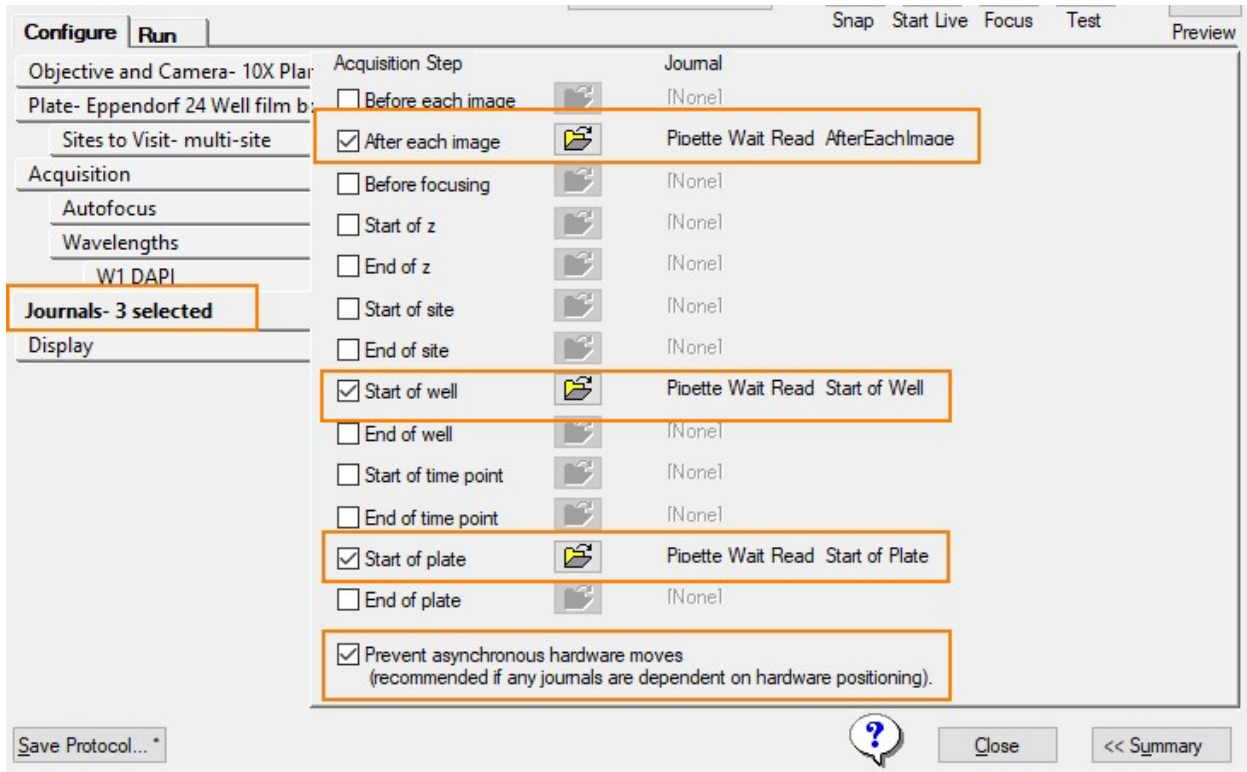 Snap Start Live Focus Test
Preview
Configure Run
Objective and Camera- 10X Plan
Plate- Eppendorf 24 Well film b
Sites to Visit- multi-site
Acquisition
Autofocus
Wavelengths
W1 DAPI
Journals- 3 selected
Display
Acquisition Step Journal
Before each image [None]
After each image Pipette Wait Read AfterEachImage
Before focusing [None]
Start of z [None]
End of z [None]
Start of site [None]
End of site [None]
Start of well Pipette Wait Read Start of Well
End of well [None]
Start of time point [None]
End of time point [None]
Start of plate Pipette Wait Read Start of Plate
End of plate [None]
Prevent asynchronous hardware moves
(recommended if any journals are dependent on hardware positioning).
Save Protocol... * ? Close << Summary